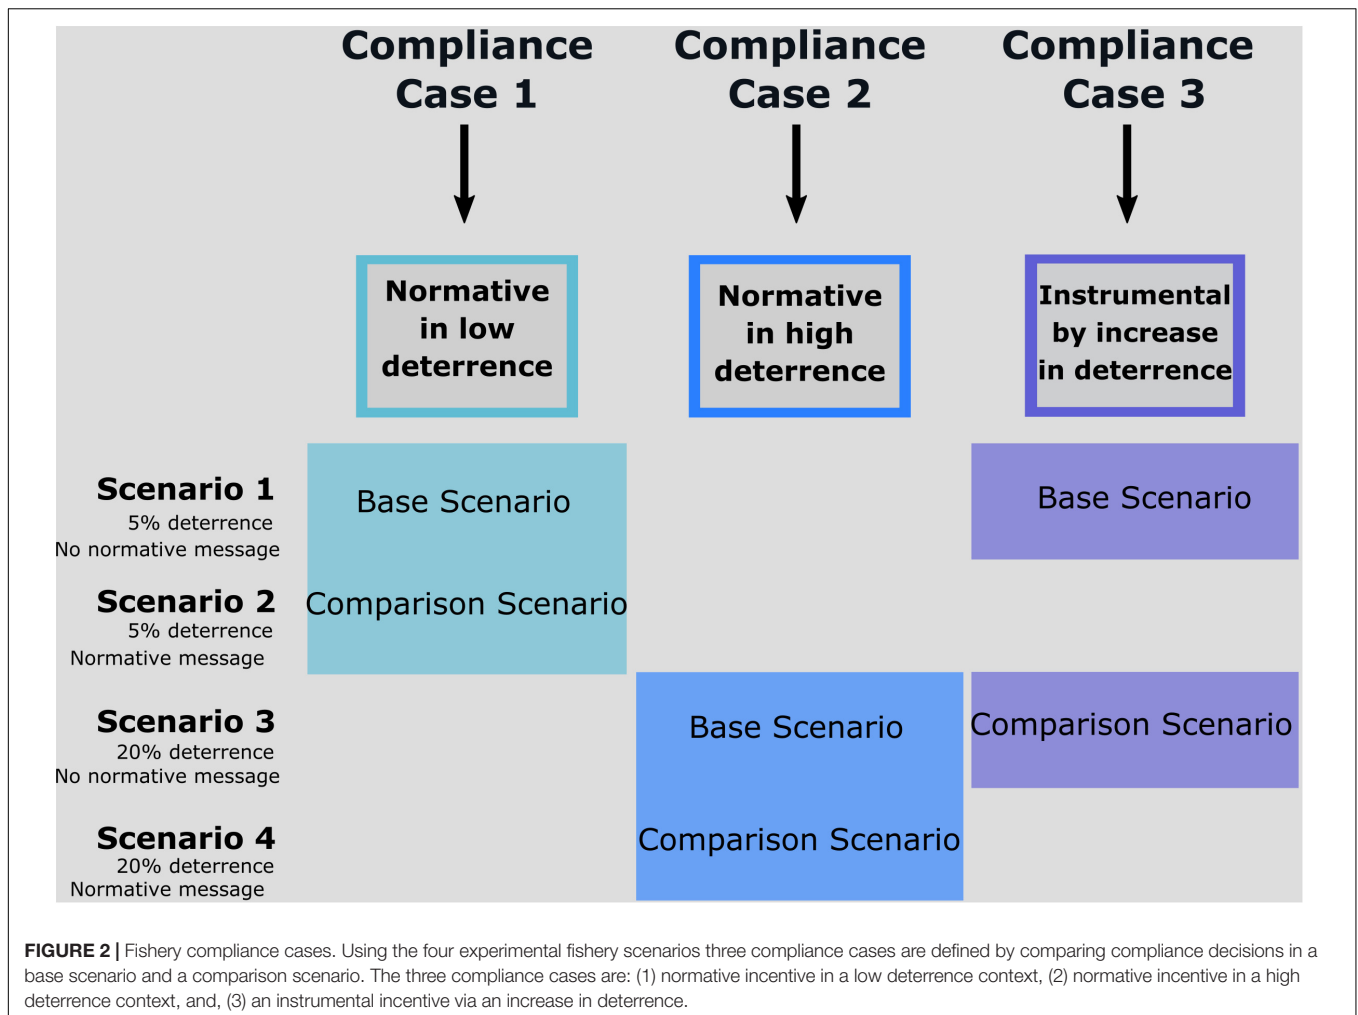 Compliance
Case 1
Compliance
Case 2
Compliance
Case 3
Normative
in low
deterrence
Normative
in high
deterrence
Instrumental
by increase
in deterrence
Scenario 1
5% deterrence
No normative message
Base Scenario
Base Scenario
Scenario 2
5% deterrence
Normative message
Comparison Scenario
Scenario 3
20% deterrence
No normative message
Base Scenario
Comparison Scenario
Scenario 4
20% deterrence
Normative message
Comparison Scenario
FIGURE 2 | Fishery compliance cases. Using the four experimental fishery scenarios three compliance cases are defined by comparing compliance decisions in a
base scenario and a comparison scenario. The three compliance cases are: (1) normative incentive in a low deterrence context, (2) normative incentive in a high
deterrence context, and, (3) an instrumental incentive via an increase in deterrence.